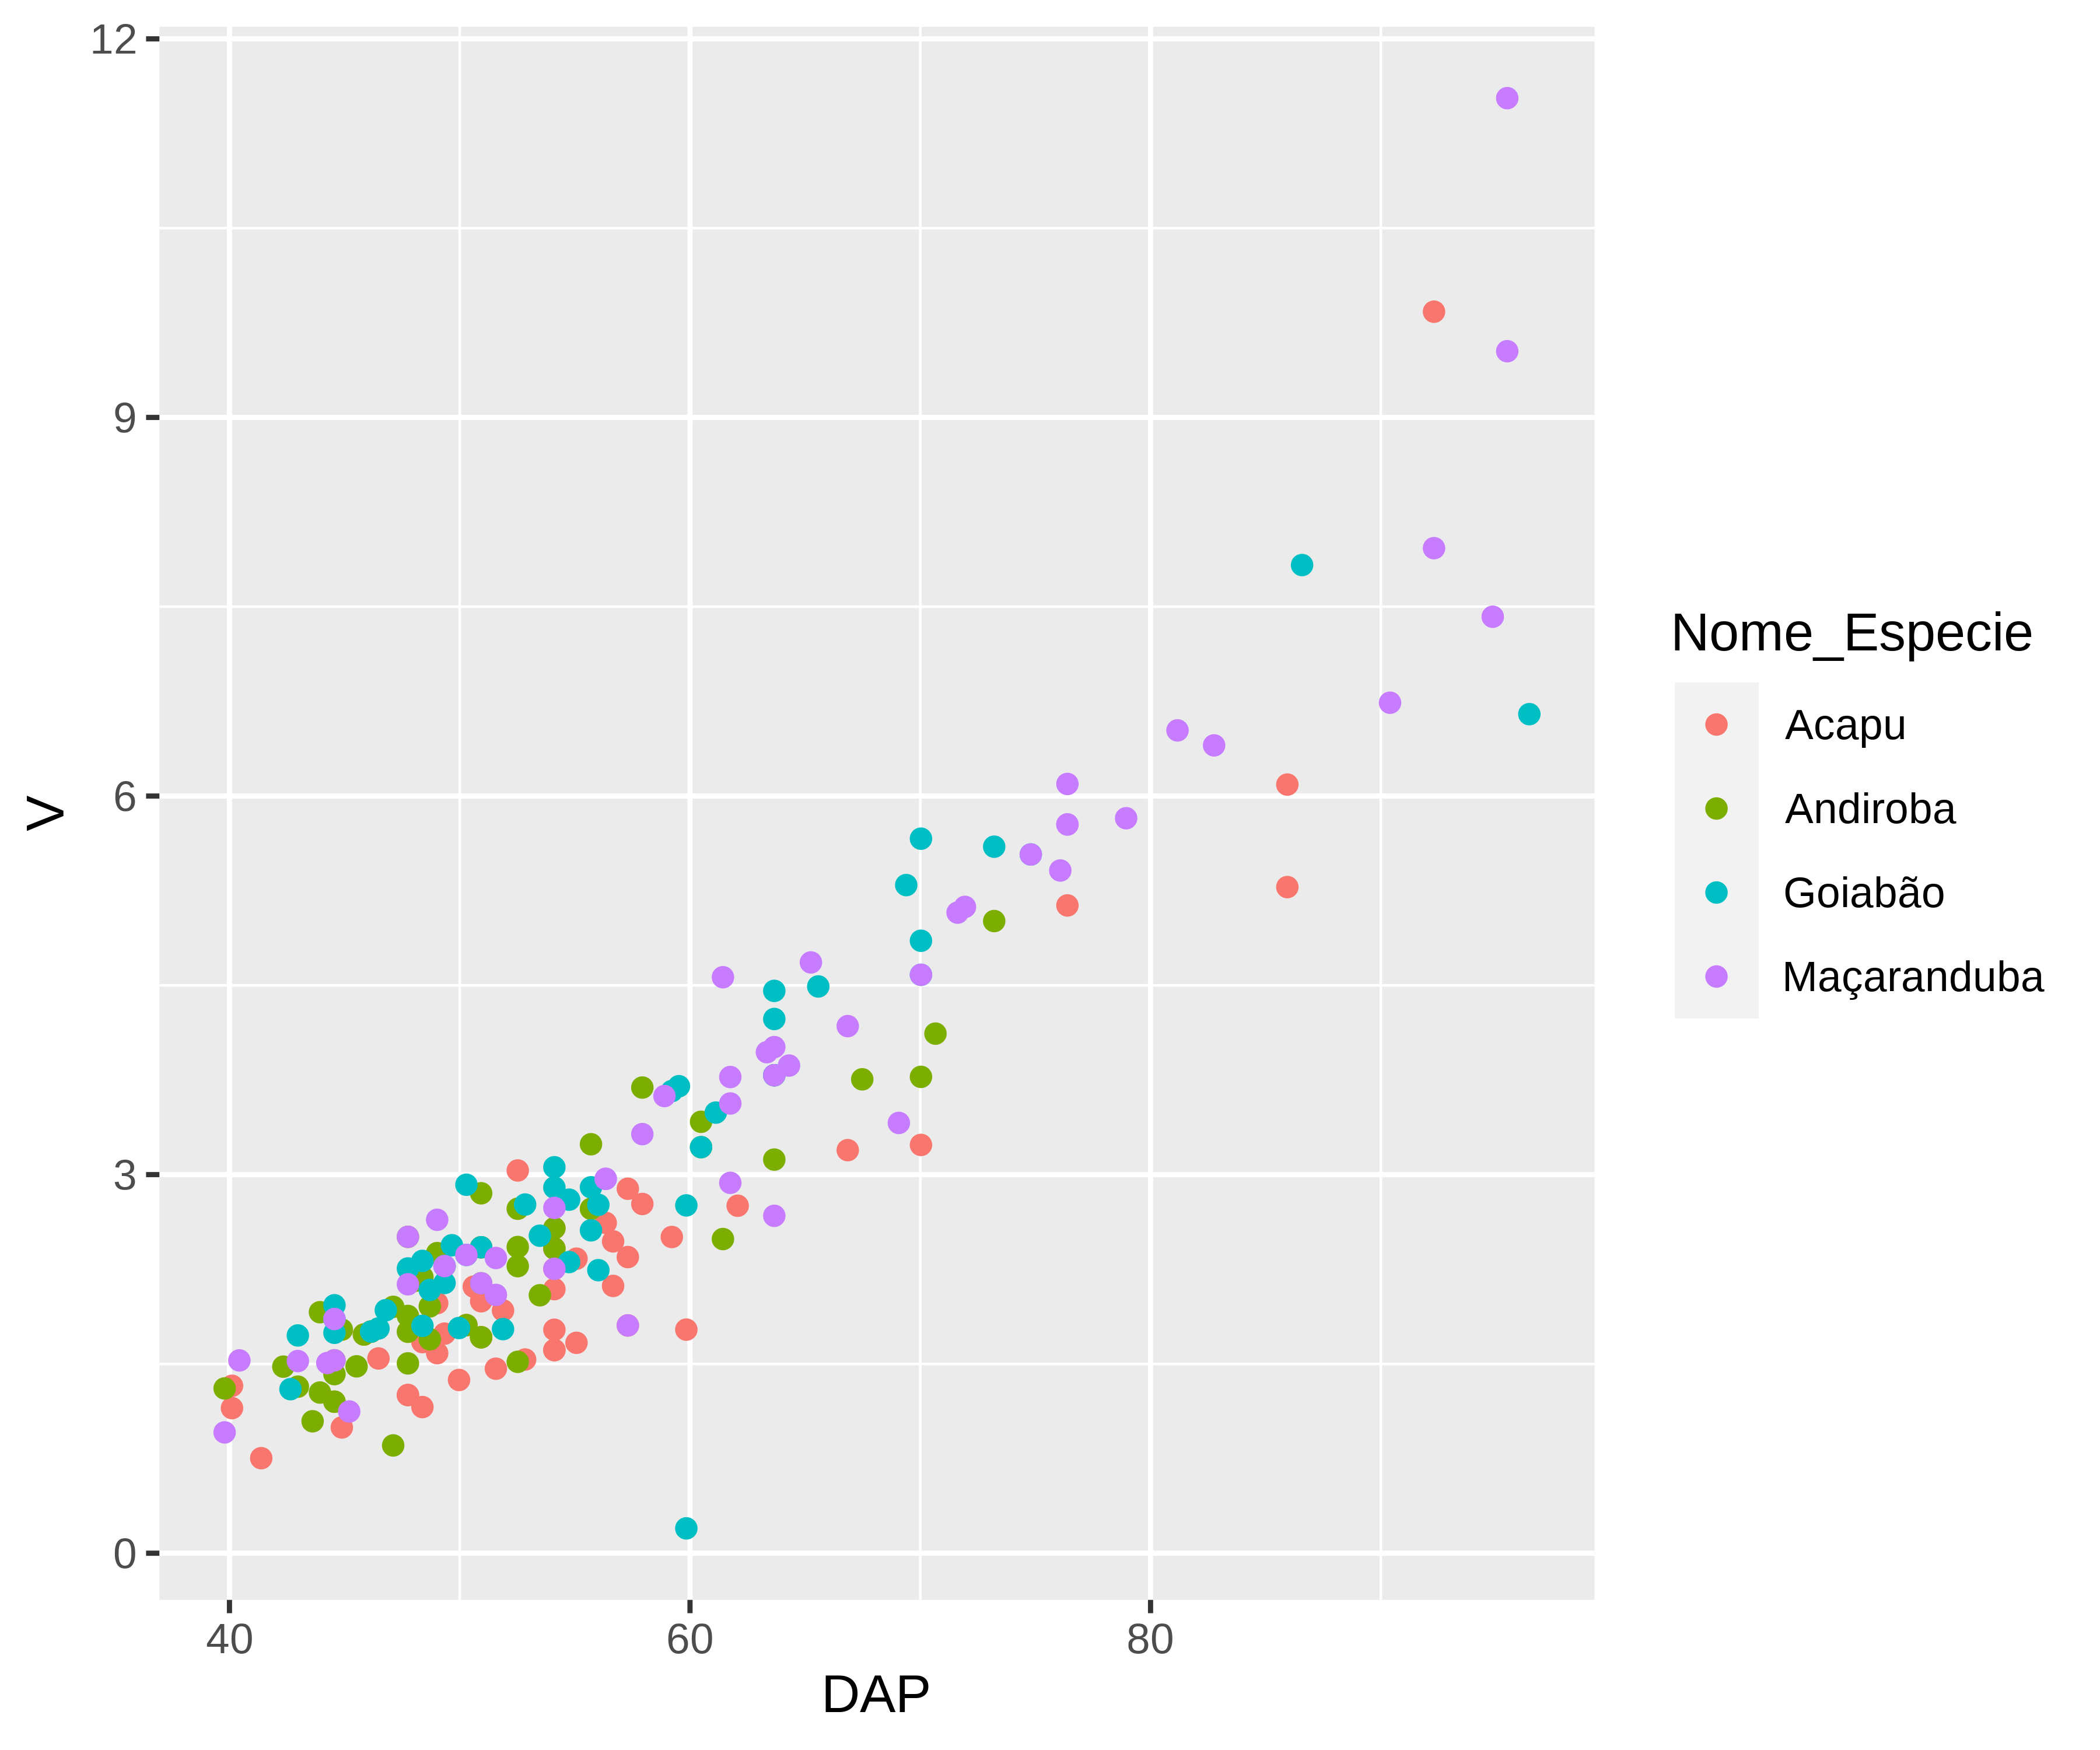 12
9
6
3
0
V
40 60 80
DAP
Nome_Especie
Acapu
Andiroba
Goiabão
Maçaranduba